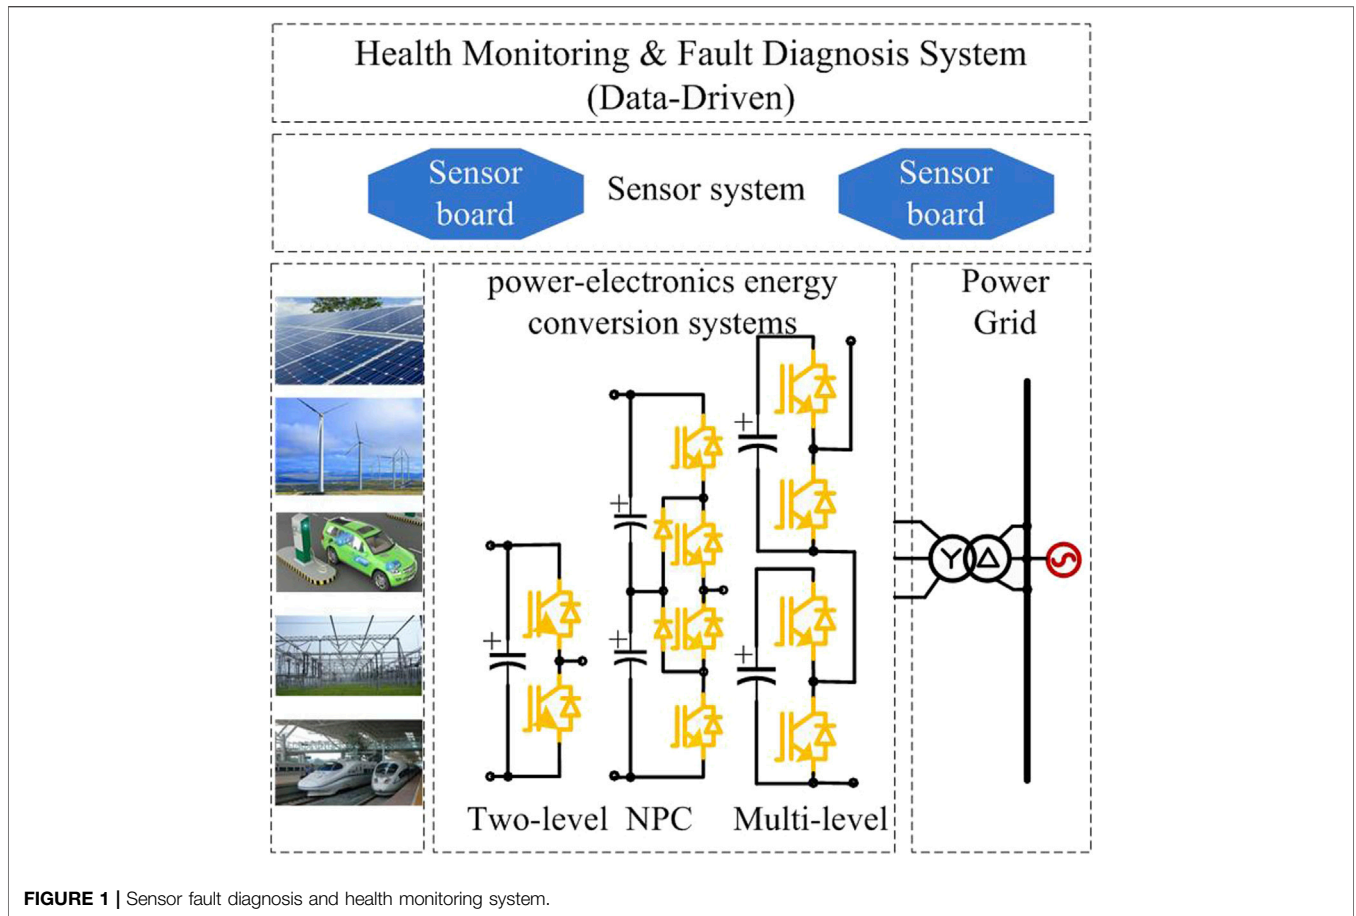 Health Monitoring & Fault Diagnosis System
(Data-Driven)
Sensor
board
Sensor system
Sensor
board
power-electronics energy
conversion systems
Power
Grid
+
+
+
+
+
Y Δ
Two-level NPC Multi-level
FIGURE 1 | Sensor fault diagnosis and health monitoring system.